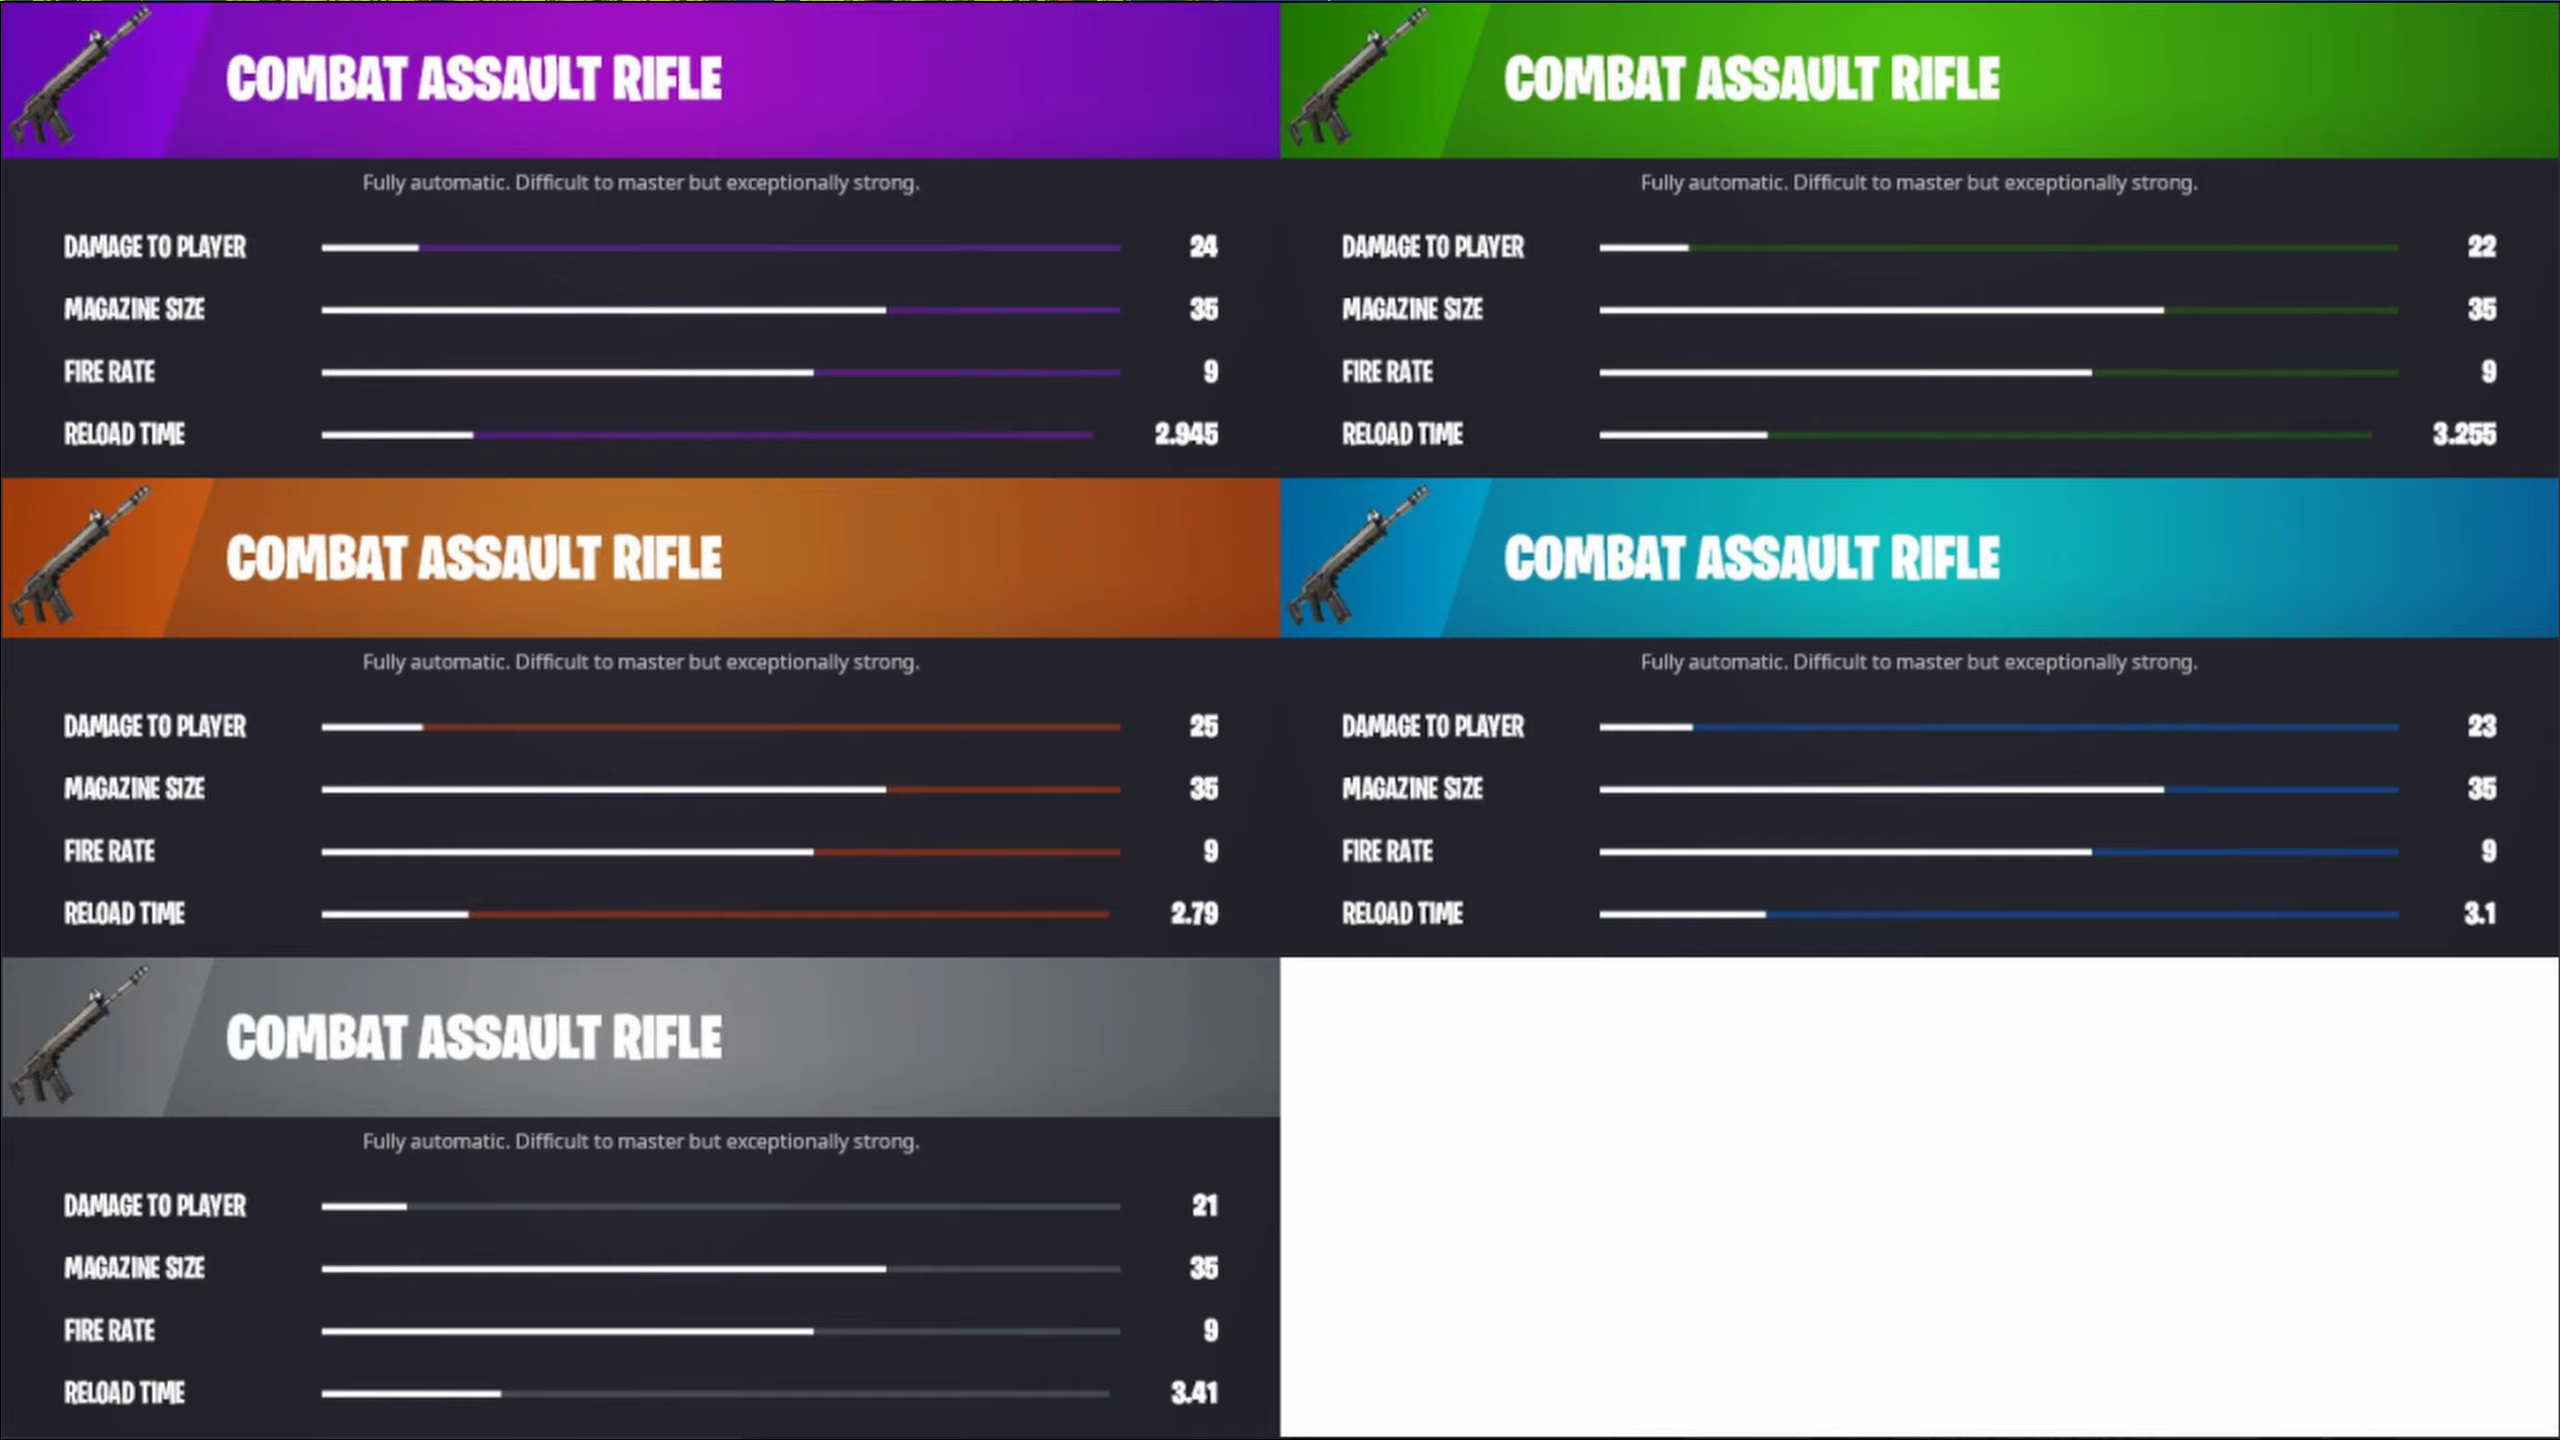 COMBAT ASSAULT RIFLE
Fully automatic. Difficult to master but exceptionally strong.
DAMAGE TO PLAYER 24
MAGAZINE SIZE 35
FIRE RATE 9
RELOAD TIME 2.945
COMBAT ASSAULT RIFLE
Fully automatic. Difficult to master but exceptionally strong.
DAMAGE TO PLAYER 22
MAGAZINE SIZE 35
FIRE RATE 9
RELOAD TIME 3.255
COMBAT ASSAULT RIFLE
Fully automatic. Difficult to master but exceptionally strong.
DAMAGE TO PLAYER 25
MAGAZINE SIZE 35
FIRE RATE 9
RELOAD TIME 2.79
COMBAT ASSAULT RIFLE
Fully automatic. Difficult to master but exceptionally strong.
DAMAGE TO PLAYER 23
MAGAZINE SIZE 35
FIRE RATE 9
RELOAD TIME 3.1
COMBAT ASSAULT RIFLE
Fully automatic. Difficult to master but exceptionally strong.
DAMAGE TO PLAYER 21
MAGAZINE SIZE 35
FIRE RATE 9
RELOAD TIME 3.41